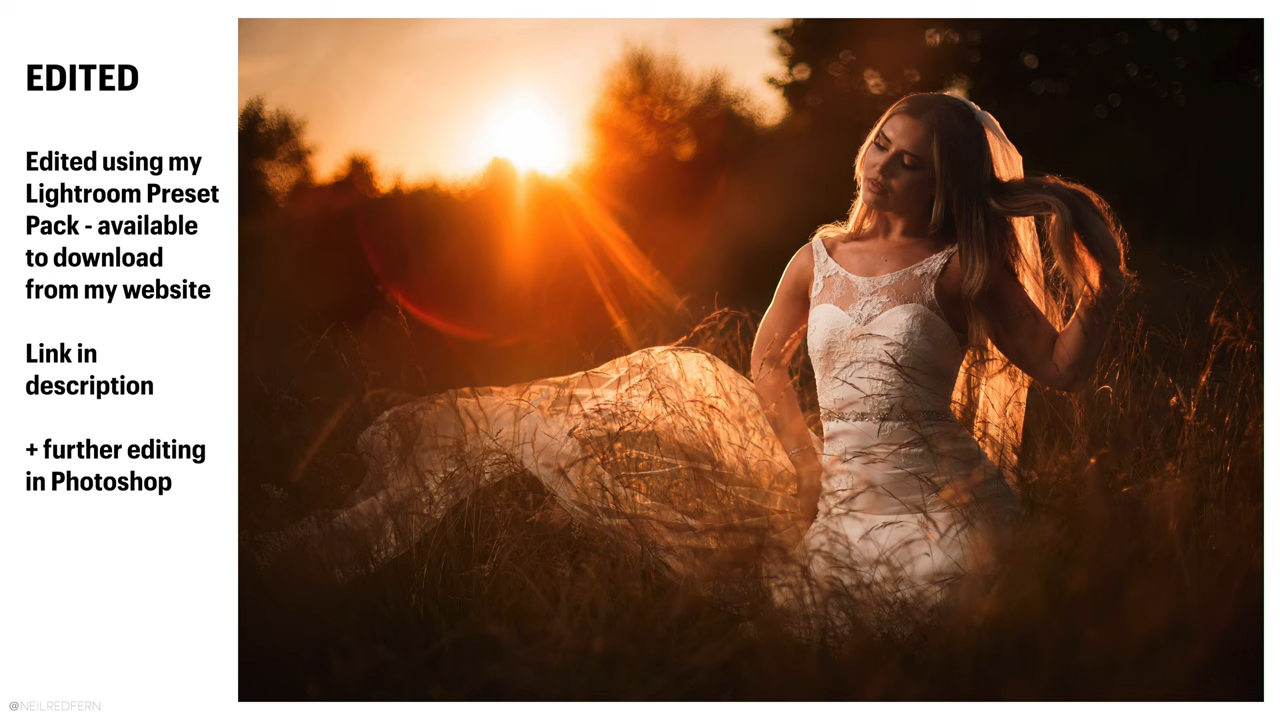 EDITED
Edited using my
Lightroom Preset
Pack - available
to download
from my website
Link in
description
+ further editing
in Photoshop
@NEILREDFERN